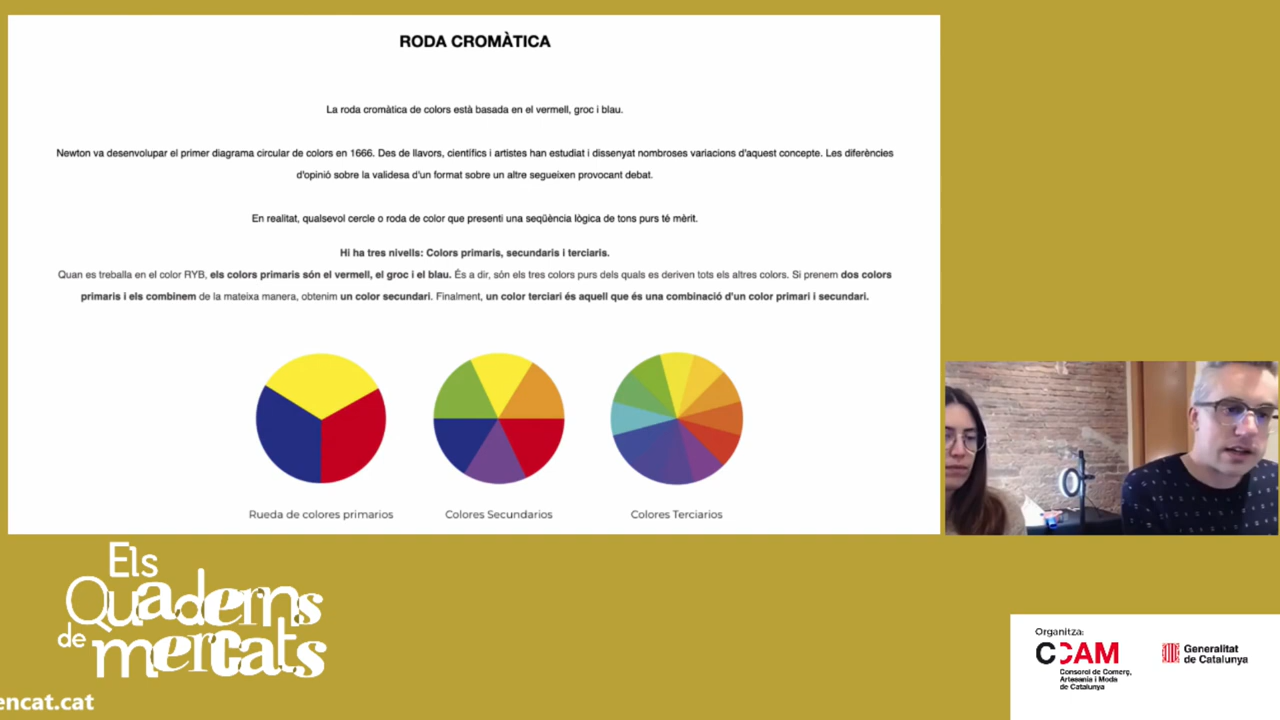 RODA CROMÀTICA
La roda cromàtica de colors està basada en el vermell, groc i blau.
Newton va desenvolupar el primer diagrama circular de colors en 1666. Des de llavors, científics i artistes han estudiat i dissenyat nombroses variacions d'aquest concepte. Les diferències
d'opinió sobre la validesa d'un format sobre un altre segueixen provocant debat.
En realitat, qualsevol cercle o roda de color que presenti una seqüència lògica de tons purs té mèrit.
Hi ha tres nivells: Colors primaris, secundaris i terciaris.
Quan es treballa en el color RYB, els colors primaris són el vermell, el groc i el blau. És a dir, són els tres colors purs dels quals es deriven tots els altres colors. Si prenem dos colors
primaris i els combinem de la mateixa manera, obtenim un color secundari. Finalment, un color terciari és aquell que és una combinació d'un color primari i secundari.
Rueda de colores primarios
Colores Secundarios
Colores Terciarios
Els
Quaderns
de mercats
encat.cat
Organitza:
CCAM
Consorci de Comerç,
Artesania i Moda
de Catalunya
Generalitat
de Catalunya